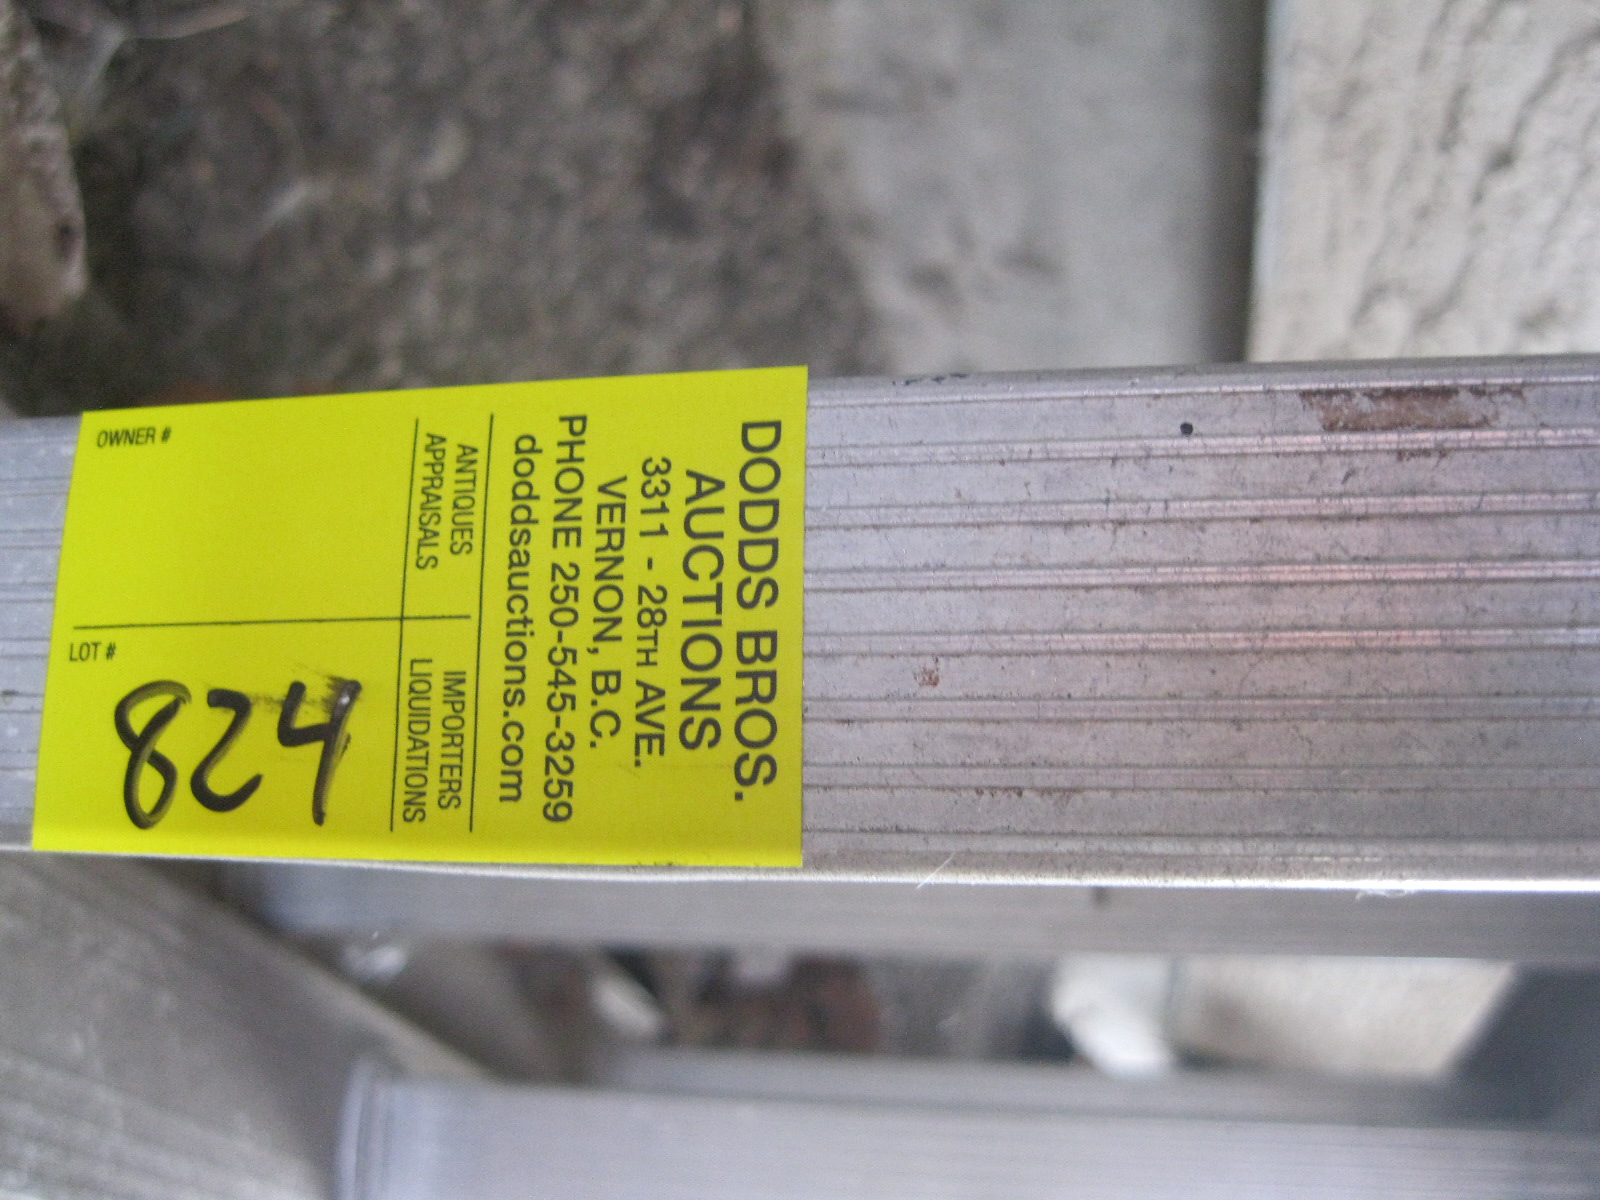 DODDS BROS.
AUCTIONS
3311 - 28TH AVE.
VERNON, B.C.
PHONE 250-545-3259
doddsauctions.com
ANTIQUES IMPORTERS
APPRAISALS LIQUIDATIONS
OWNER # LOT #
824